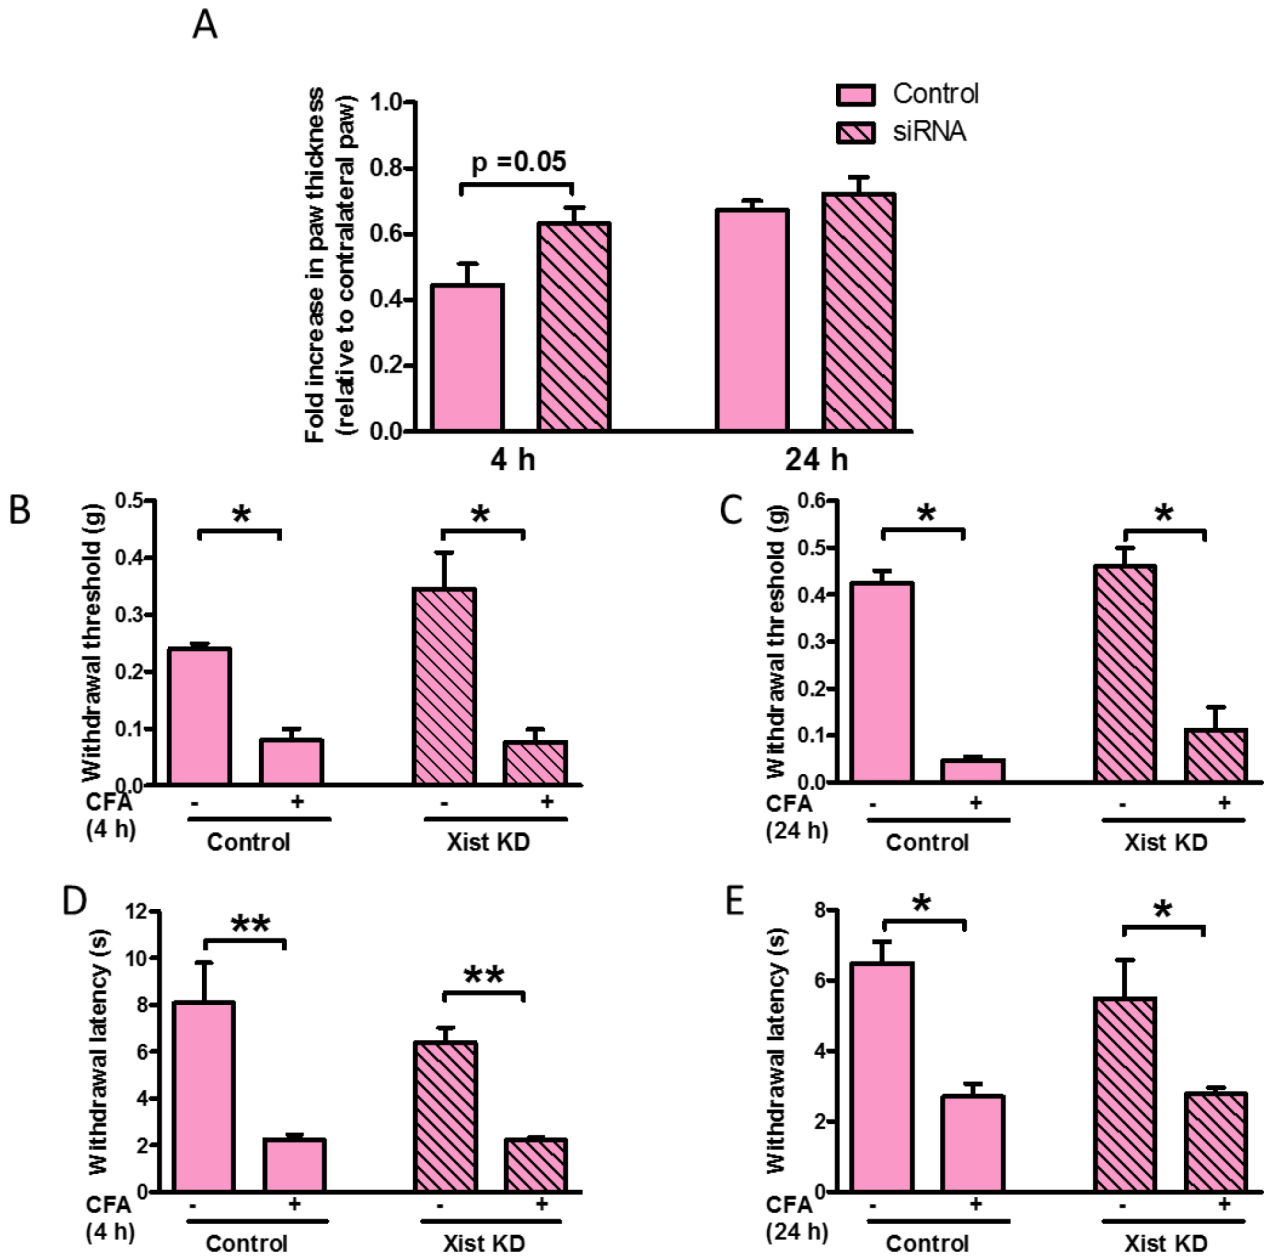 A
Control
siRNA
Fold increase in paw thickness
(relative to contralateral paw)
1.0
0.8
0.6
0.4
0.2
0.0
p =0.05
4 h
24 h
B
Withdrawal threshold (g)
0.5
0.4
0.3
0.2
0.1
0.0
*
*
CFA - + - +
(4 h)
Control
Xist KD
C
Withdrawal threshold (g)
0.6
0.5
0.4
0.3
0.2
0.1
0.0
*
*
CFA - + - +
(24 h)
Control
Xist KD
D
Withdrawal latency (s)
12
10
8
6
4
2
0
**
**
CFA - + - +
(4 h)
Control
Xist KD
E
Withdrawal latency (s)
8
6
4
2
0
*
*
CFA - + - +
(24 h)
Control
Xist KD